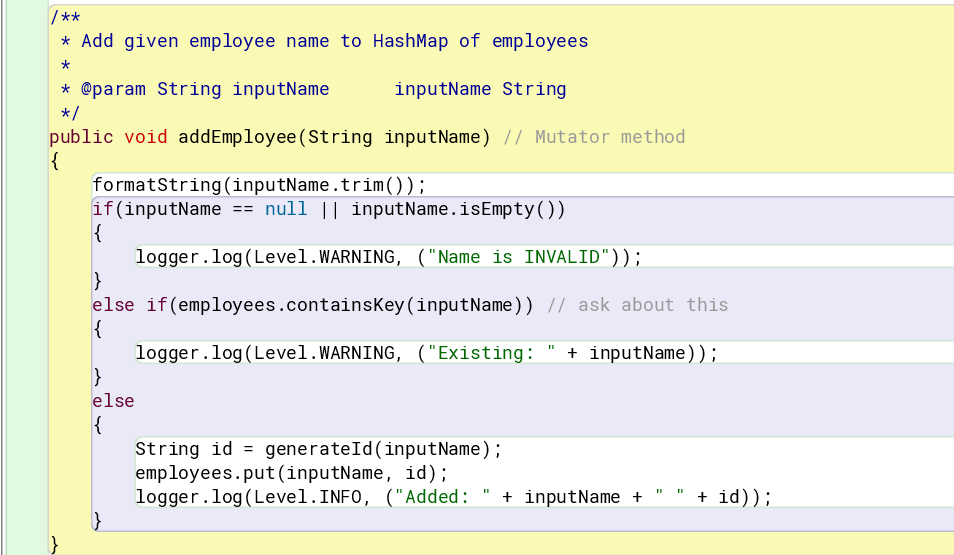 /**
 * Add given employee name to HashMap of employees
 *
 * @param String inputName      inputName String
 */
public void addEmployee(String inputName) // Mutator method
{
    formatString(inputName.trim());
    if(inputName == null || inputName.isEmpty())
    {
        logger.log(Level.WARNING, ("Name is INVALID"));
    }
    else if(employees.containsKey(inputName)) // ask about this
    {
        logger.log(Level.WARNING, ("Existing: " + inputName));
    }
    else
    {
        String id = generateId(inputName);
        employees.put(inputName, id);
        logger.log(Level.INFO, ("Added: " + inputName + " " + id));
    }
}